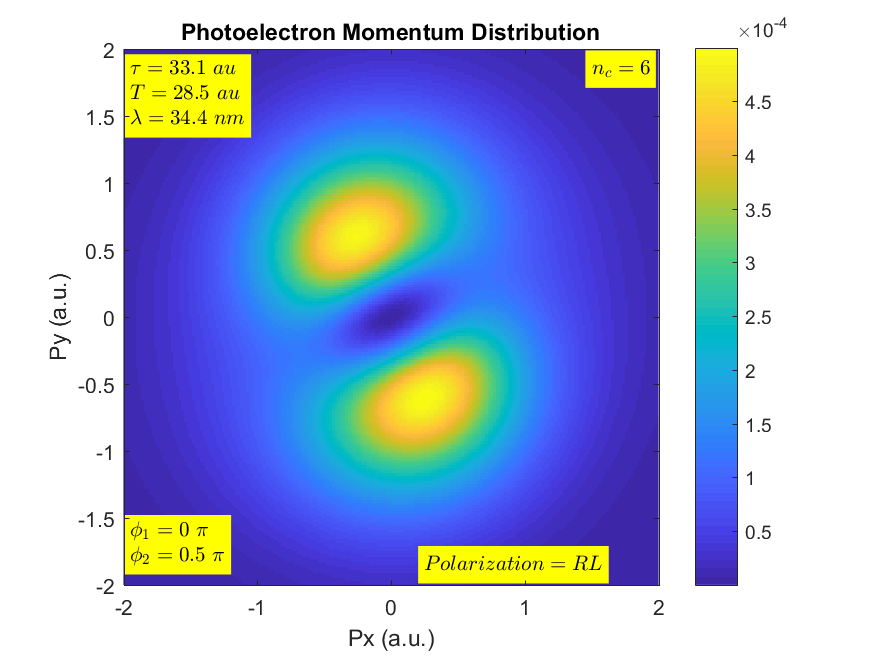 Photoelectron Momentum Distribution
×10⁻⁴
τ = 33.1 au
T = 28.5 au
λ = 34.4 nm
n_c = 6
2
1.5
1
0.5
0
-0.5
-1
-1.5
-2
Py (a.u.)
ϕ₁ = 0 π
ϕ₂ = 0.5 π
Polarization = RL
-2 -1 0 1 2
Px (a.u.)
4.5
4
3.5
3
2.5
2
1.5
1
0.5